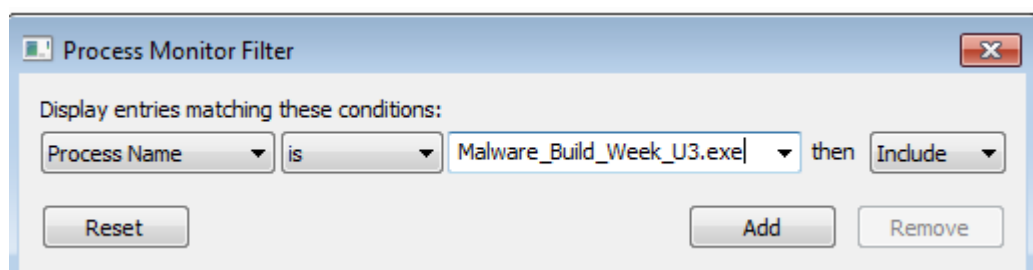 Process Monitor Filter
Display entries matching these conditions:
Process Name is Malware_Build_Week_U3.exe then Include
Reset Add Remove